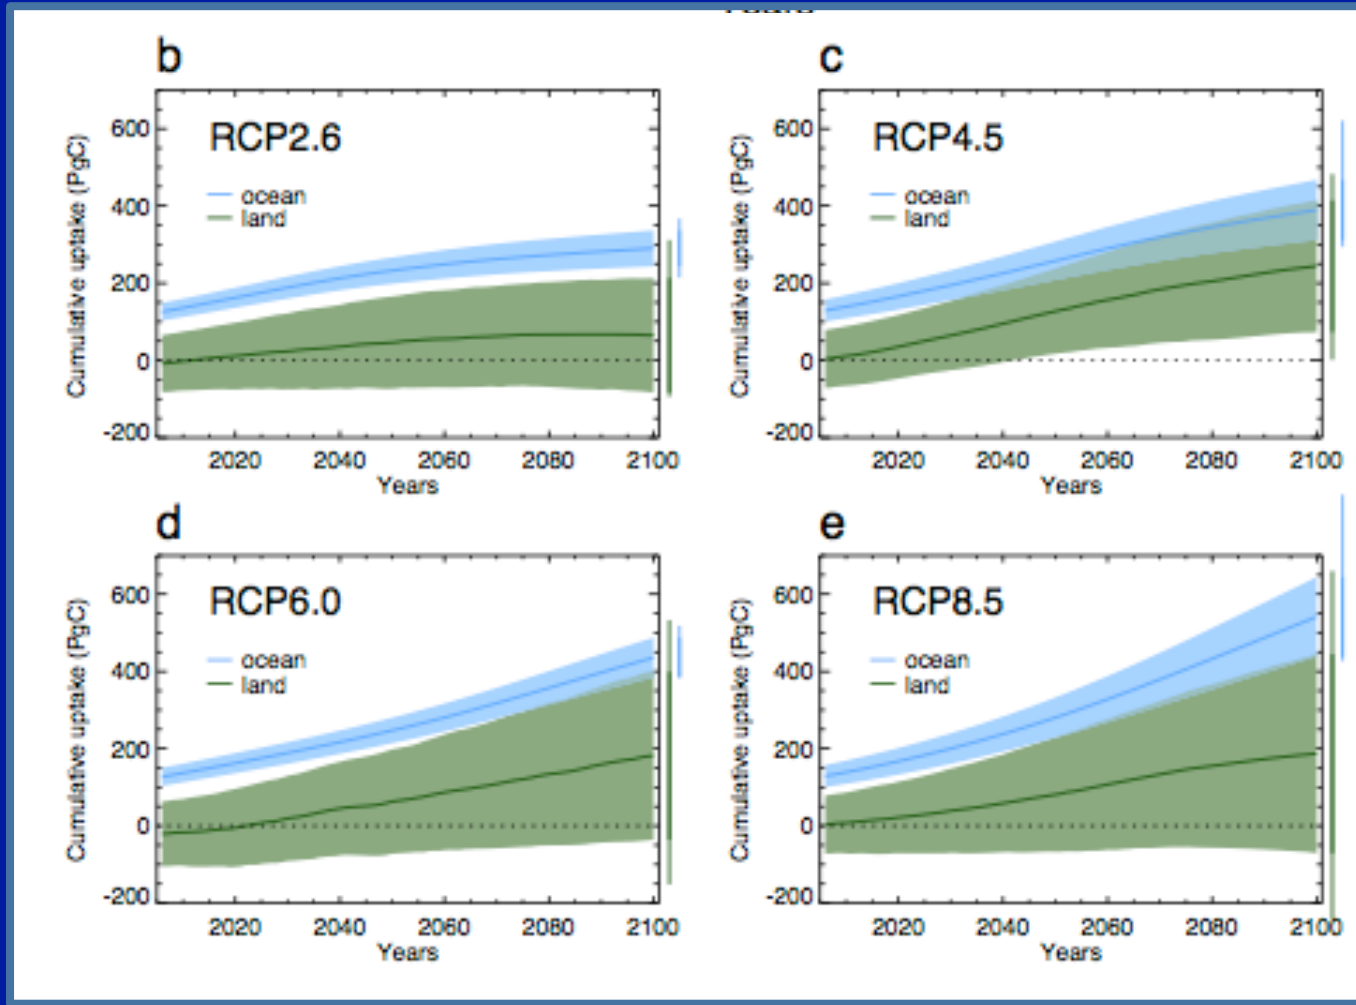 b
RCP2.6
ocean
land
Cumulative uptake (PgC)
600
400
200
0
-200
2020 2040 2060 2080 2100
Years
c
RCP4.5
ocean
land
Cumulative uptake (PgC)
600
400
200
0
-200
2020 2040 2060 2080 2100
Years
d
RCP6.0
ocean
land
Cumulative uptake (PgC)
600
400
200
0
-200
2020 2040 2060 2080 2100
Years
e
RCP8.5
ocean
land
Cumulative uptake (PgC)
600
400
200
0
-200
2020 2040 2060 2080 2100
Years